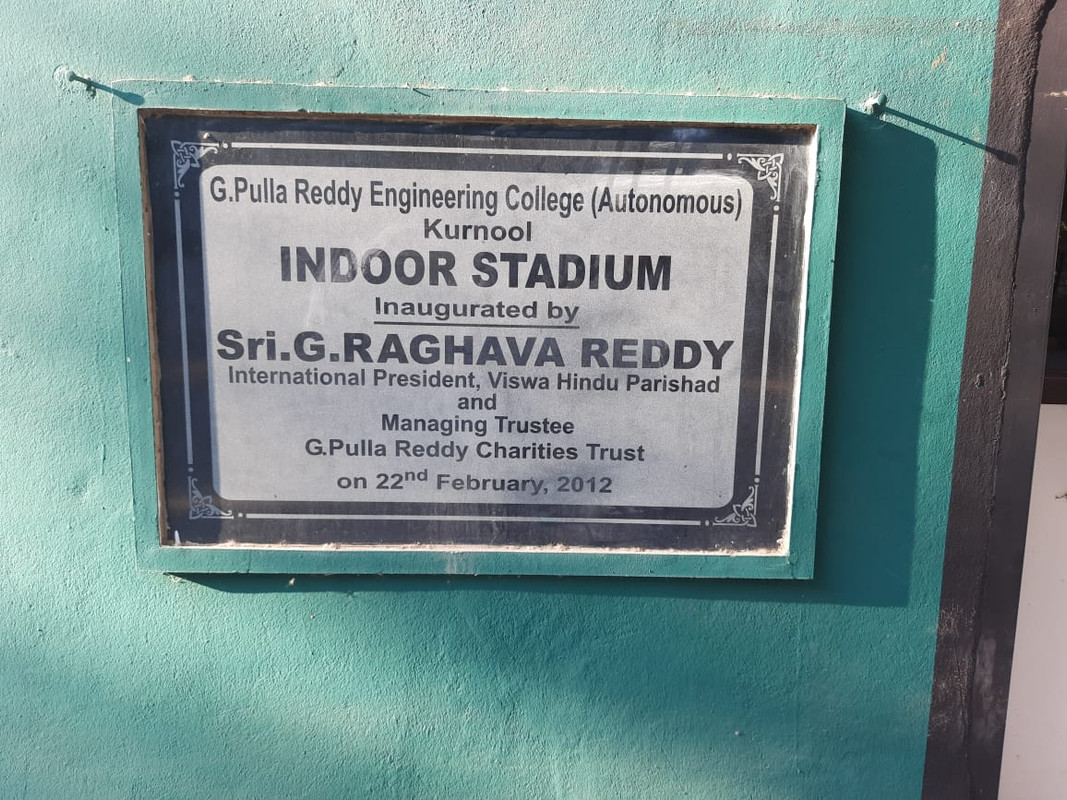 G.Pulla Reddy Engineering College (Autonomous)
Kurnool
INDOOR STADIUM
Inaugurated by
Sri.G.RAGHAVA REDDY
International President, Viswa Hindu Parishad
and
Managing Trustee
G.Pulla Reddy Charities Trust
on 22nd February, 2012